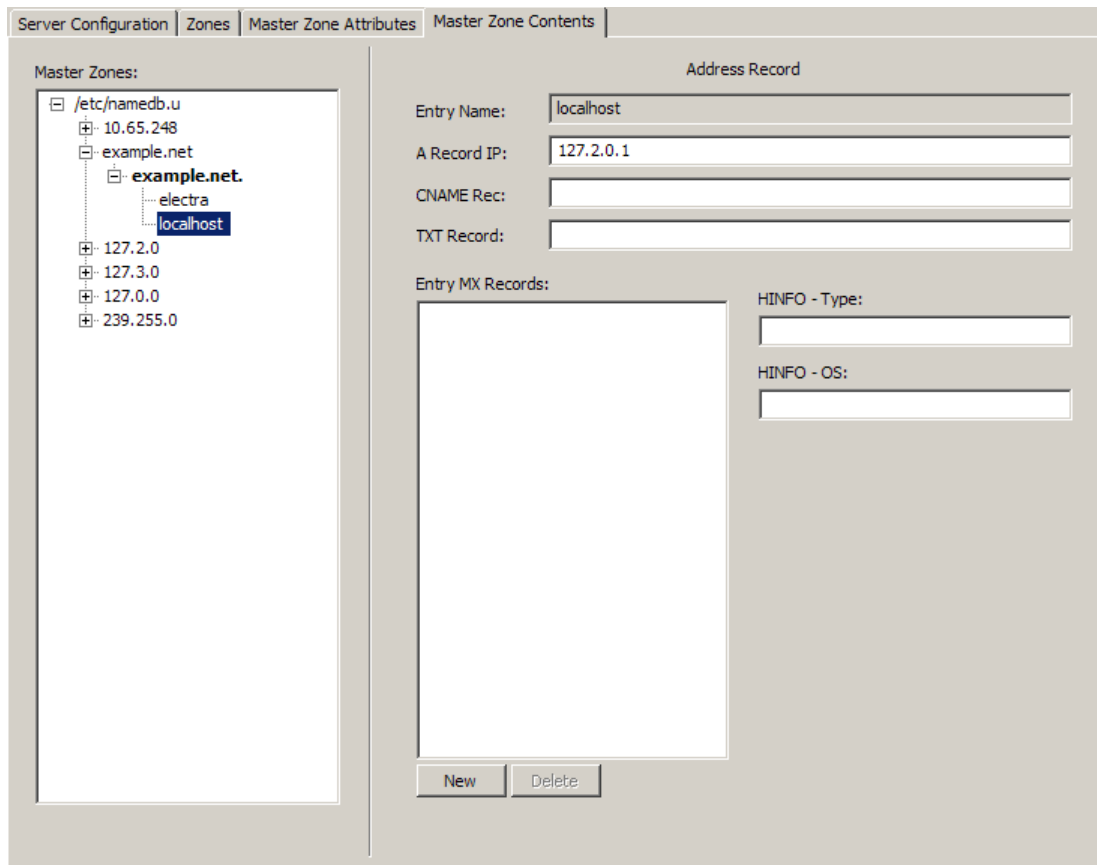 Server Configuration Zones Master Zone Attributes Master Zone Contents
Master Zones:
/etc/namedb.u
10.65.248
example.net
example.net.
electra
localhost
127.2.0
127.3.0
127.0.0
239.255.0
Address Record
Entry Name: localhost
A Record IP: 127.2.0.1
CNAME Rec:
TXT Record:
Entry MX Records:
HINFO - Type:
HINFO - OS:
New Delete